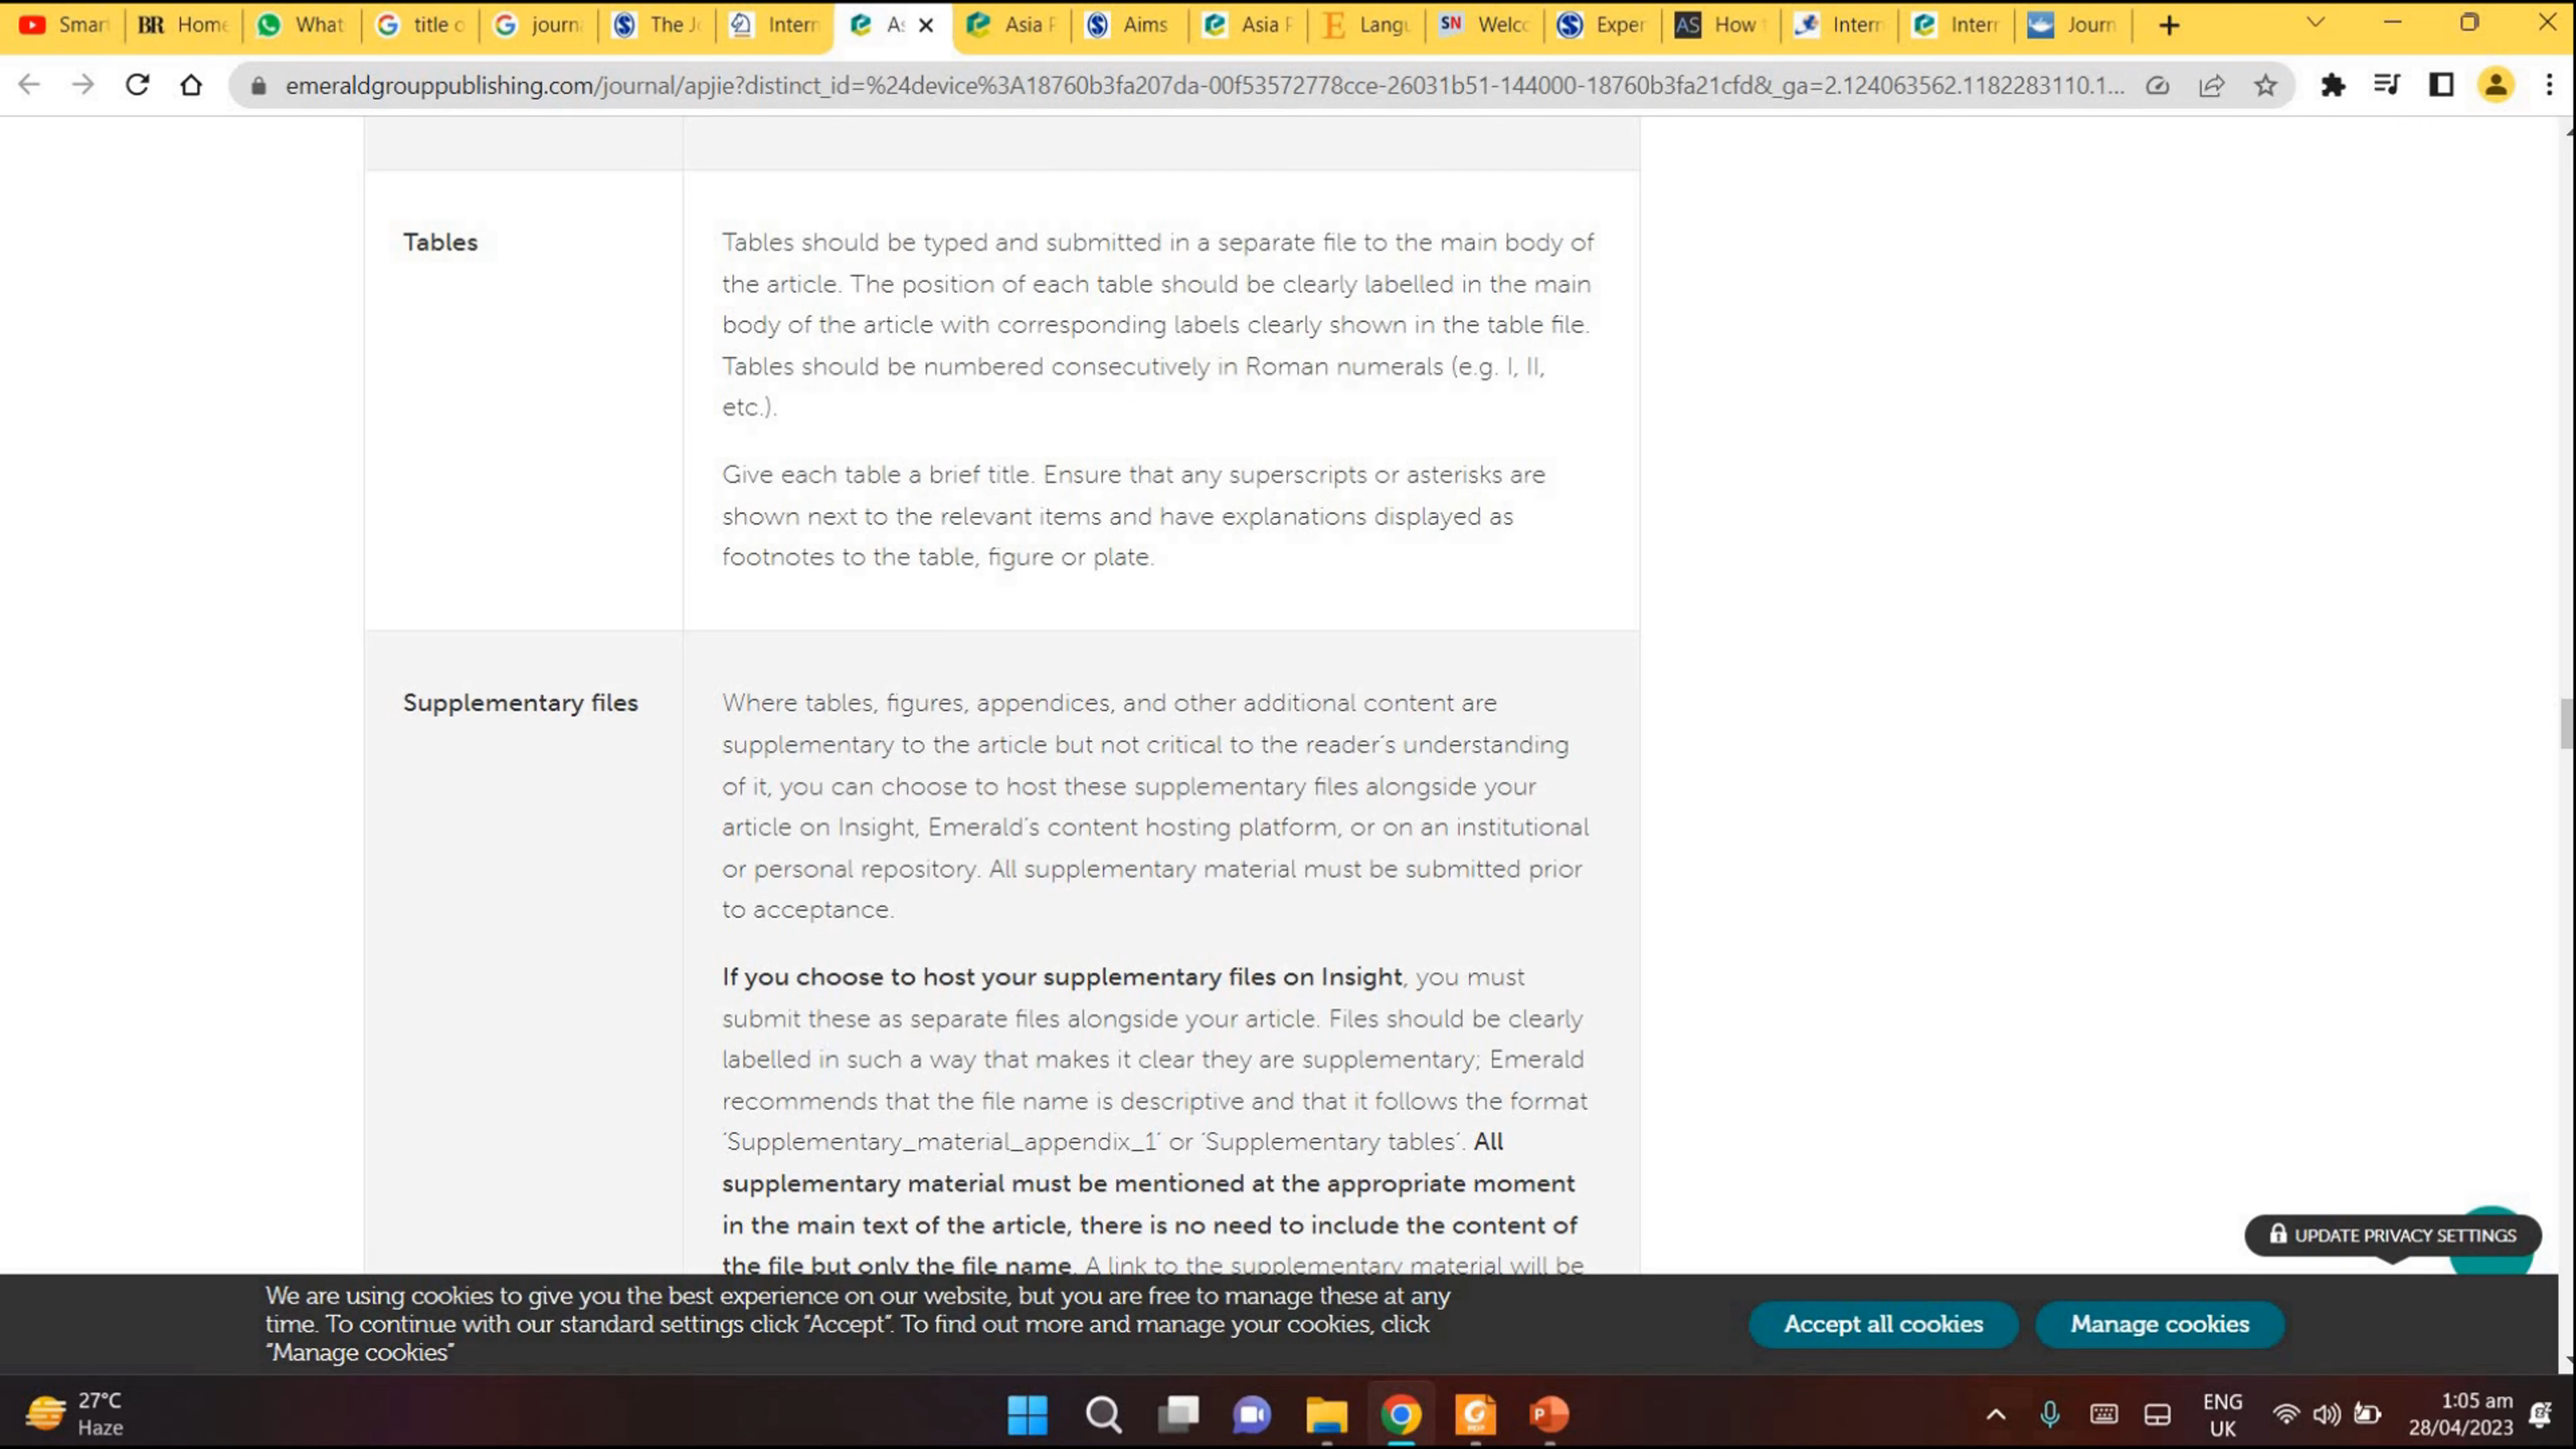 Smar
BR Home
What
title o
journ
The Jo
Intern
As
Asia P
Aims
Asia P
Langu
SN Welco
Exper
AS How t
Intern
Intern
Journ
emeraldgrouppublishing.com/journal/apjie?distinct_id=%24device%3A18760b3fa207da-00f53572778cce-26031b51-144000-18760b3fa21cfd&_ga=2.124063562.1182283110.1...
Tables
Tables should be typed and submitted in a separate file to the main body of
the article. The position of each table should be clearly labelled in the main
body of the article with corresponding labels clearly shown in the table file.
Tables should be numbered consecutively in Roman numerals (e.g. I, II,
etc.).
Give each table a brief title. Ensure that any superscripts or asterisks are
shown next to the relevant items and have explanations displayed as
footnotes to the table, figure or plate.
Supplementary files
Where tables, figures, appendices, and other additional content are
supplementary to the article but not critical to the reader's understanding
of it, you can choose to host these supplementary files alongside your
article on Insight, Emerald's content hosting platform, or on an institutional
or personal repository. All supplementary material must be submitted prior
to acceptance.
If you choose to host your supplementary files on Insight, you must
submit these as separate files alongside your article. Files should be clearly
labelled in such a way that makes it clear they are supplementary; Emerald
recommends that the file name is descriptive and that it follows the format
'Supplementary_material_appendix_1' or 'Supplementary tables'. All
supplementary material must be mentioned at the appropriate moment
in the main text of the article, there is no need to include the content of
the file but only the file name. A link to the supplementary material will be
UPDATE PRIVACY SETTINGS
We are using cookies to give you the best experience on our website, but you are free to manage these at any
time. To continue with our standard settings click "Accept". To find out more and manage your cookies, click
"Manage cookies"
Accept all cookies
Manage cookies
27°C
Haze
ENG
UK
1:05 am
28/04/2023